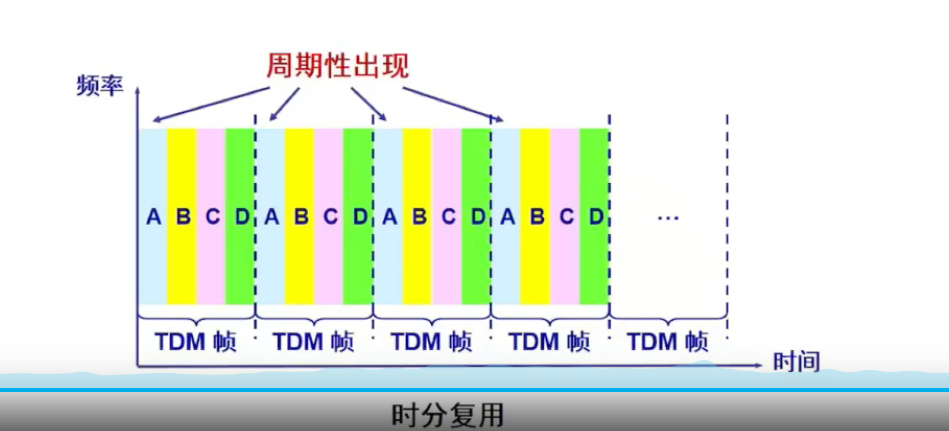 周期性出现
频率
A B C D A B C D A B C D A B C D ...
TDM 帧 TDM 帧 TDM 帧 TDM 帧 TDM 帧
时间
时分复用